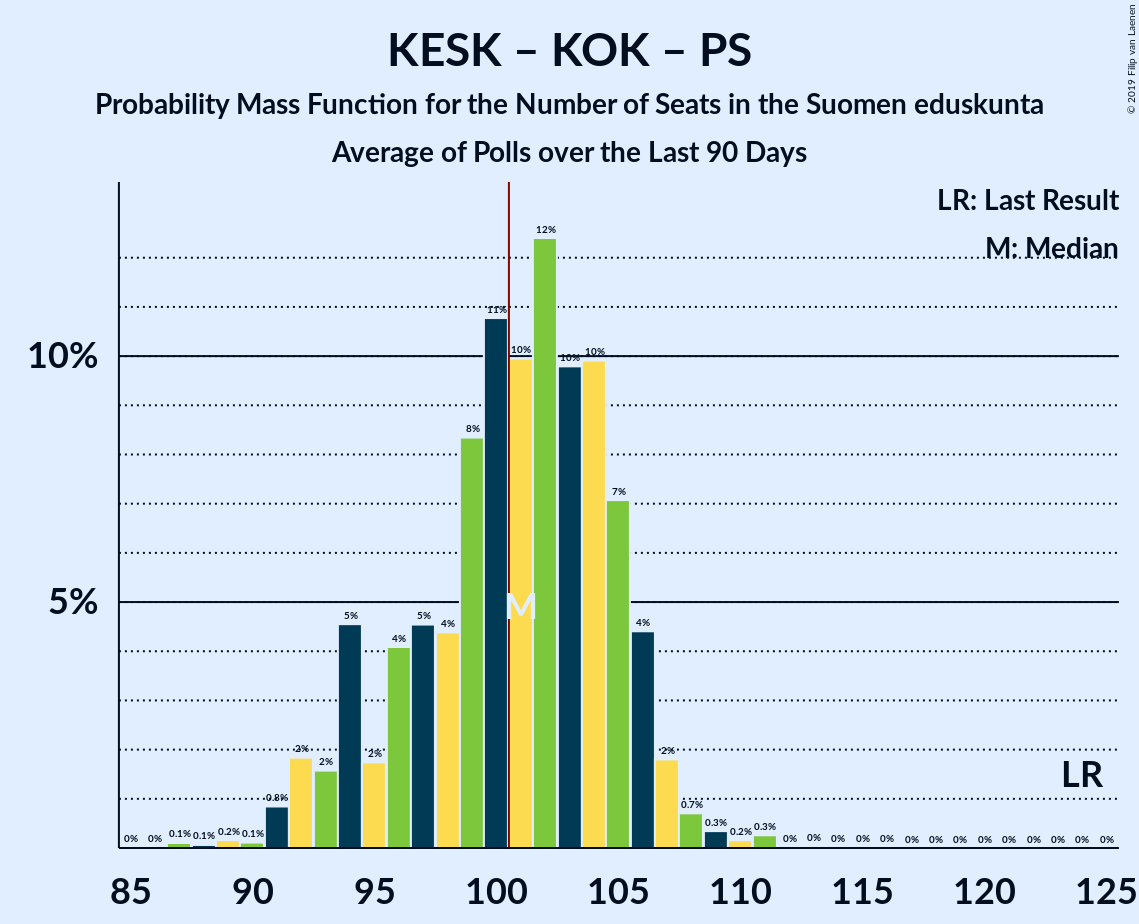 KESK – KOK – PS
Probability Mass Function for the Number of Seats in the Suomen eduskunta
Average of Polls over the Last 90 Days
© 2019 Filip van Laenen
LR: Last Result
M: Median
10%
5%
0% 0% 0.1% 0.1% 0.2% 0.1% 0.8% 2% 2% 5% 2% 4% 5% 4% 8% 11% 10% 12% 10% 10% 7% 4% 2% 0.7% 0.3% 0.2% 0.3% 0% 0% 0% 0% 0% 0% 0% 0% 0% 0% 0% 0% 0% 0%
M
LR
85 90 95 100 105 110 115 120 125